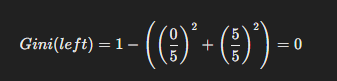 Gini(left) = 1 − ((0/5)² + (5/5)²) = 0